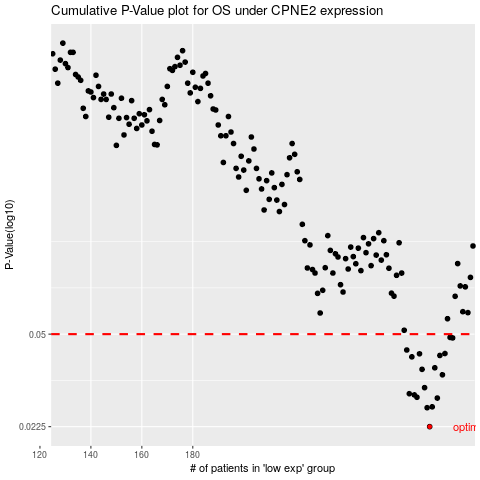 Cumulative P-Value plot for OS under CPNE2 expression
P-Value(log10)
0.05
0.0225
optim
120 140 160 180
# of patients in 'low exp' group